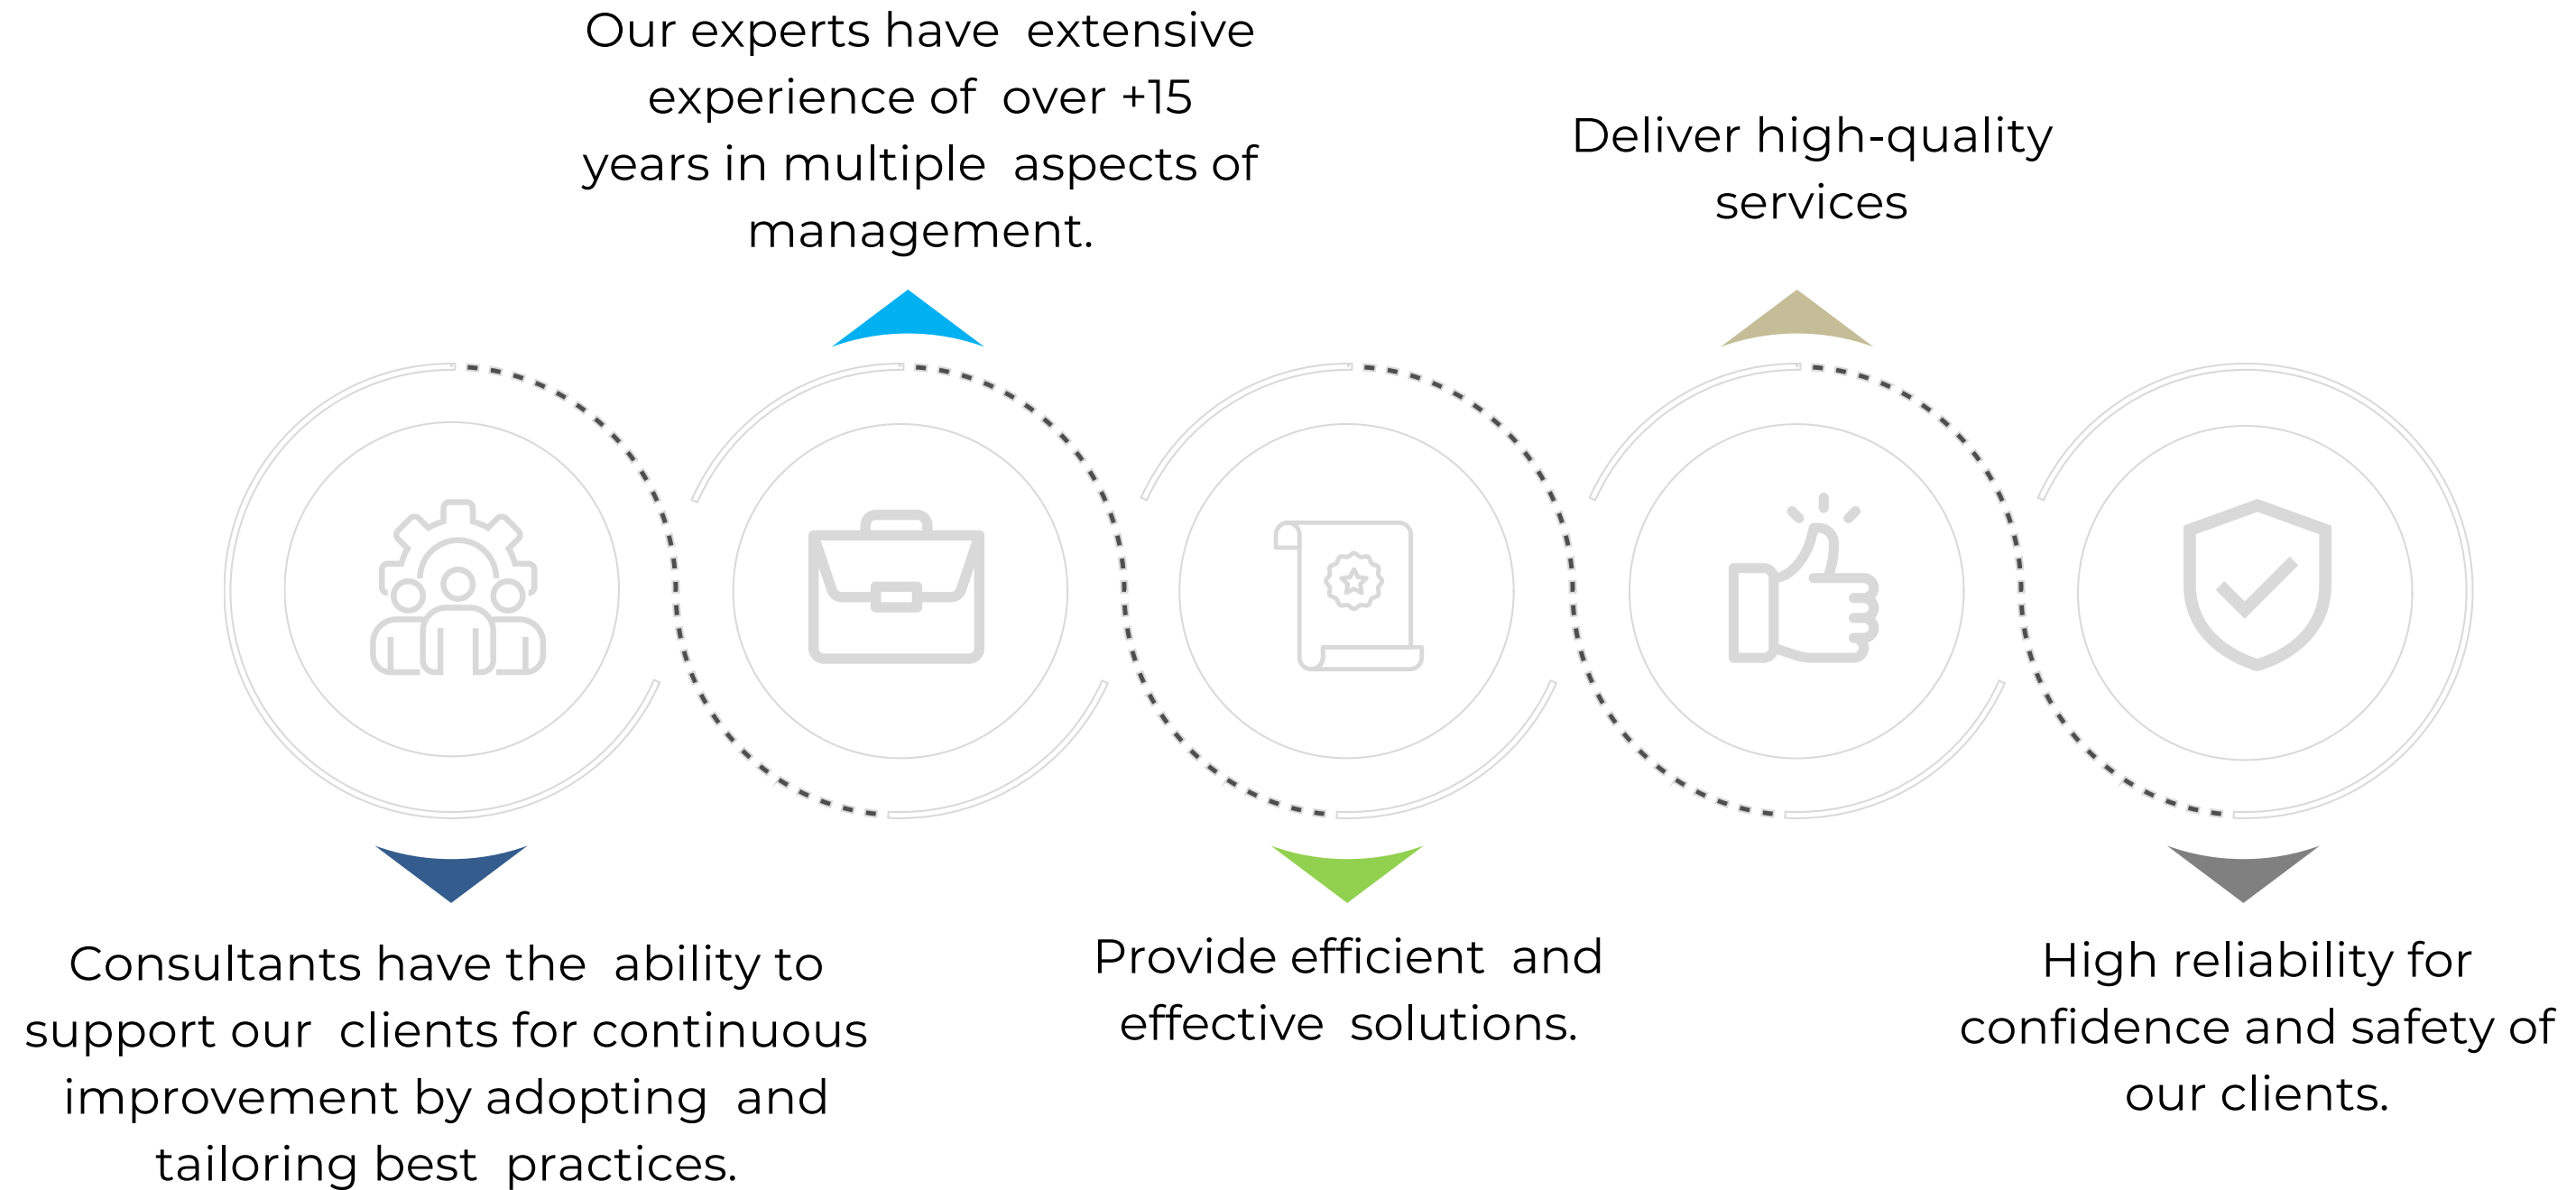 Our experts have extensive
experience of over +15
years in multiple aspects of
management.
Deliver high-quality
services
Consultants have the ability to
support our clients for continuous
improvement by adopting and
tailoring best practices.
Provide efficient and
effective solutions.
High reliability for
confidence and safety of
our clients.